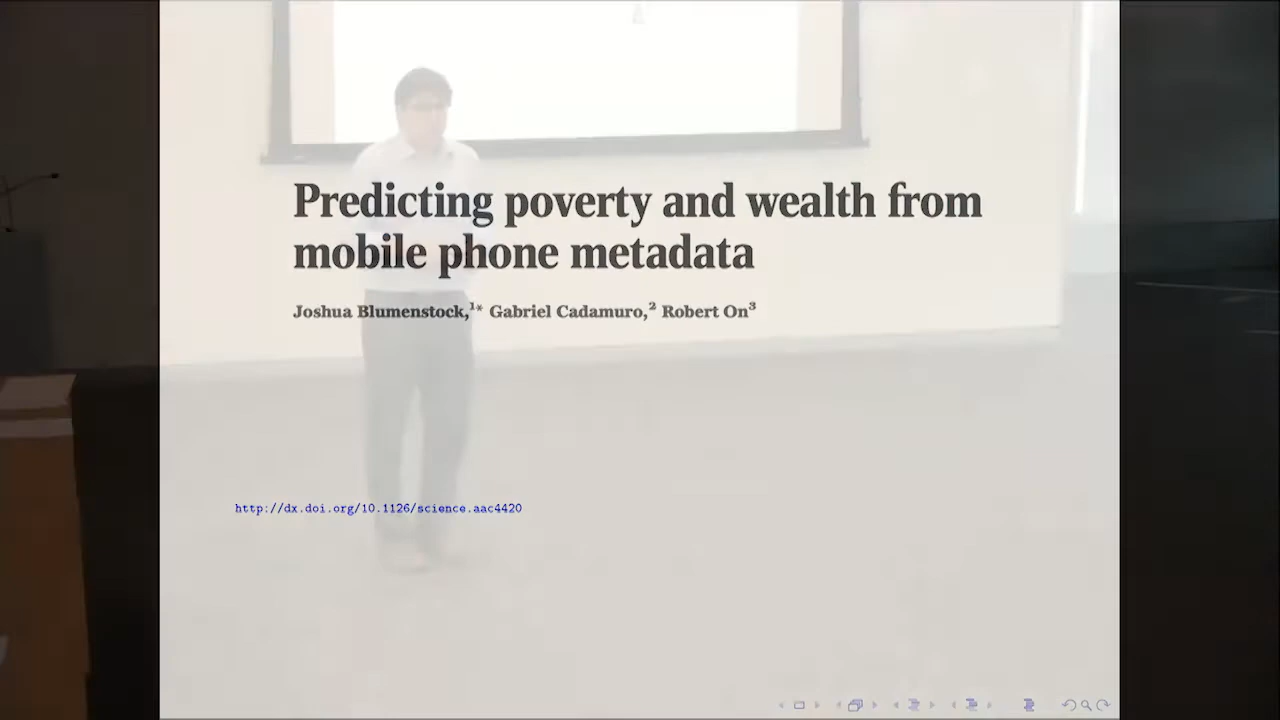 Predicting poverty and wealth from
mobile phone metadata
Joshua Blumenstock,¹* Gabriel Cadamuro,² Robert On³
http://dx.doi.org/10.1126/science.aac4420